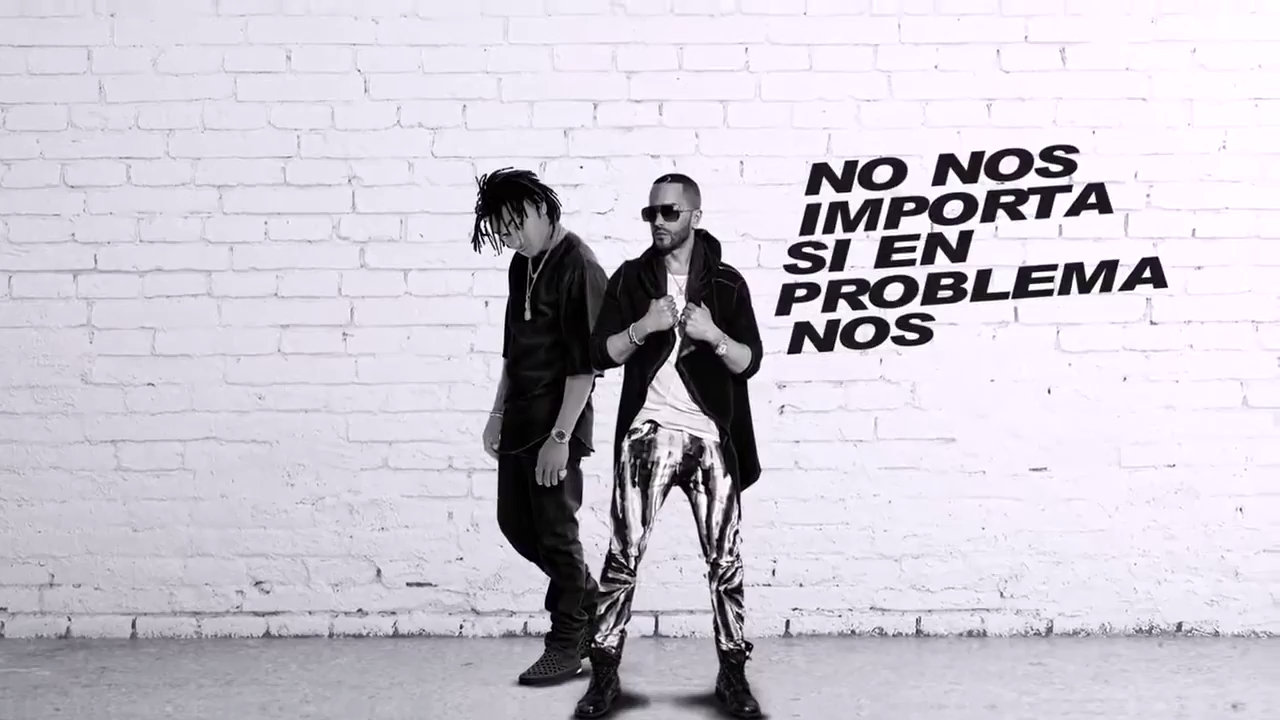 NO NOS
IMPORTA
SI EN
PROBLEMA
NOS